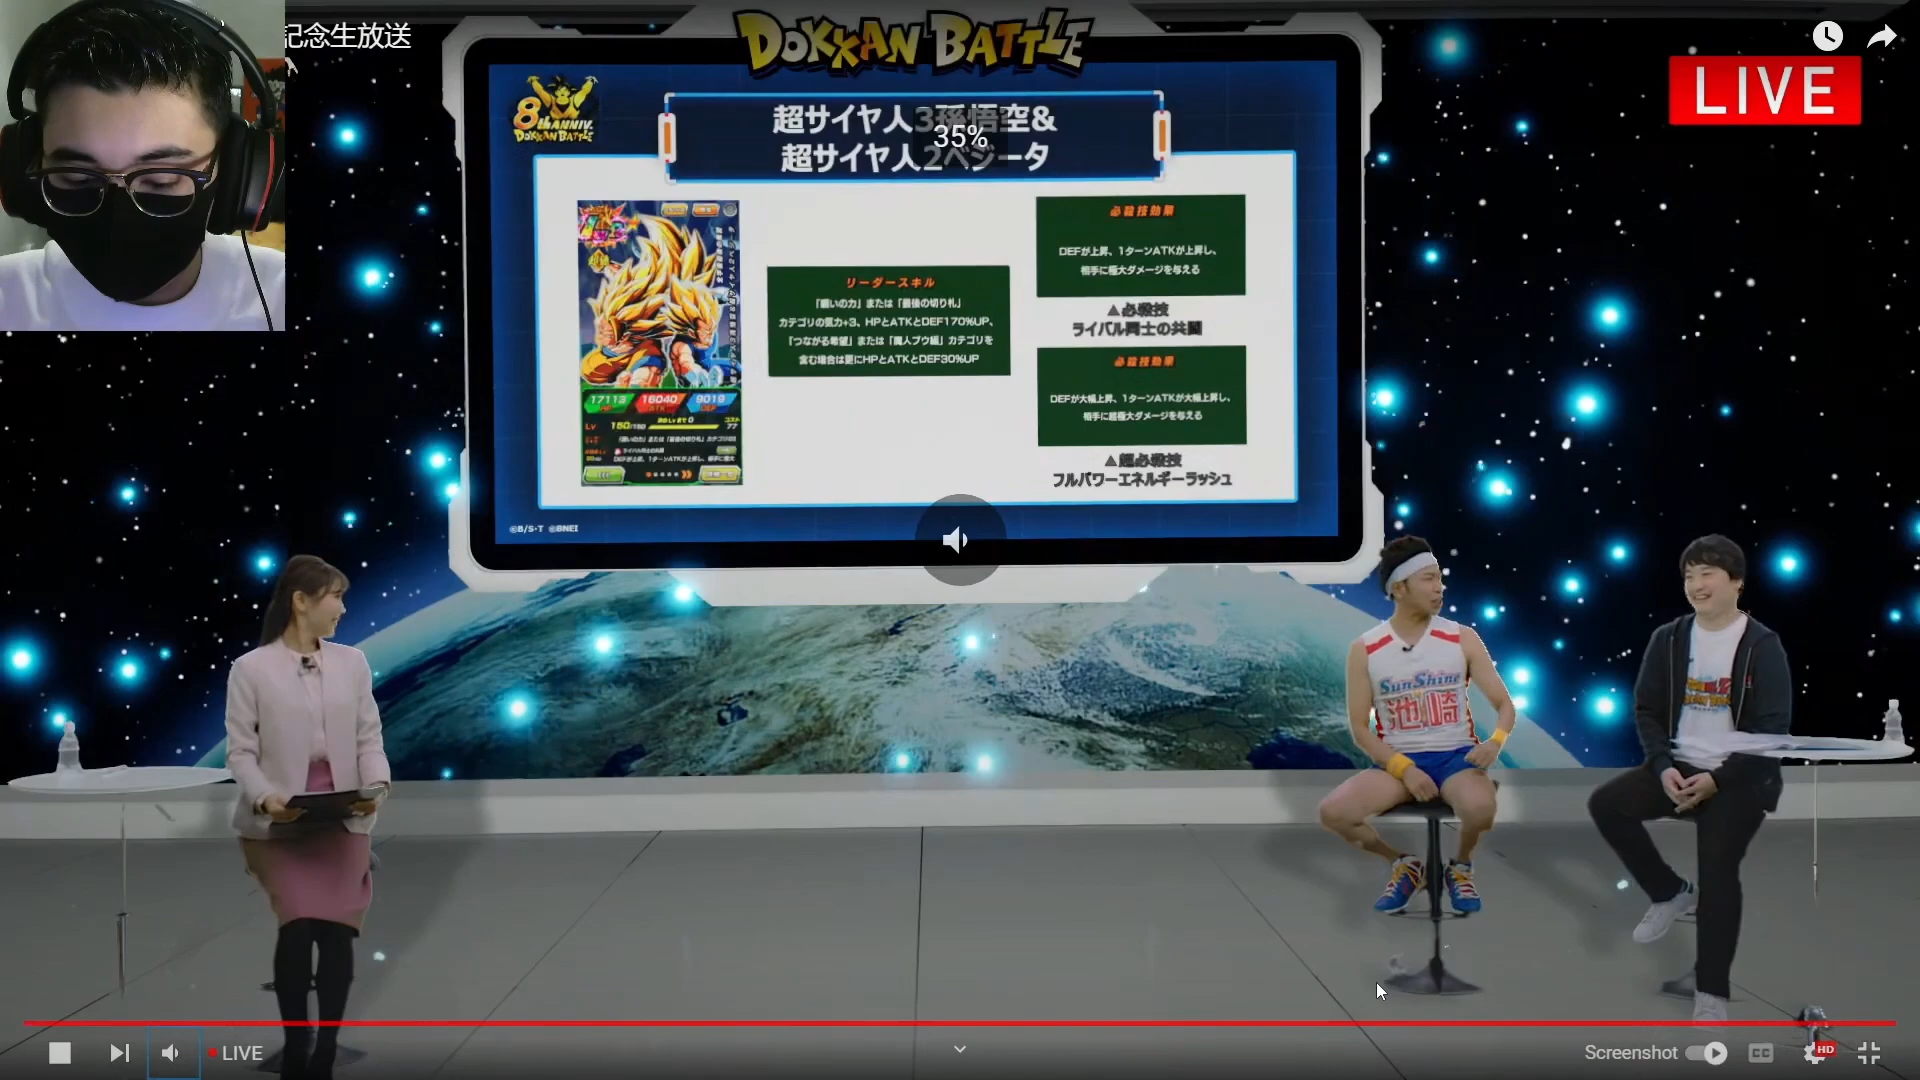 記念生放送
DOKKAN BATTLE
LIVE
8thANNIV.
DOKKAN BATTLE
超サイヤ人3孫悟空&
35%
超サイヤ人2ベジータ
必殺技効果
DEFが上昇、1ターンATKが上昇し、
相手に極大ダメージを与える
▲必殺技
ライバル同士の共闘
リーダースキル
「願いの力」または「最後の切り札」
カテゴリの気力+3、HPとATKとDEF170%UP、
「つながる希望」または「魔人ブウ編」カテゴリを
含む場合は更にHPとATKとDEF30%UP
必殺技効果
DEFが大幅上昇、1ターンATKが大幅上昇し、
相手に超極大ダメージを与える
▲超必殺技
フルパワーエネルギーラッシュ
17113
16040
9019
Lv 150/150
77
©B/S・T ©BNEI
SunShine
池崎
LIVE
Screenshot
CC
HD